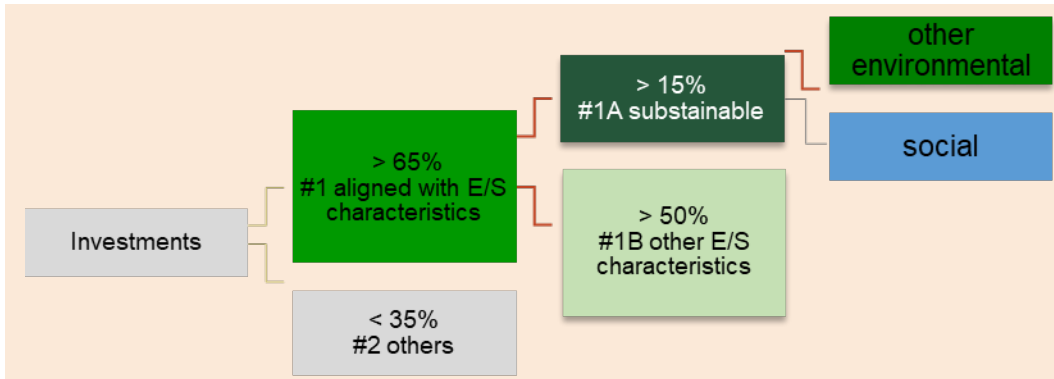 Investments
> 65%
#1 aligned with E/S
characteristics
< 35%
#2 others
> 15%
#1A substainable
> 50%
#1B other E/S
characteristics
other
environmental
social